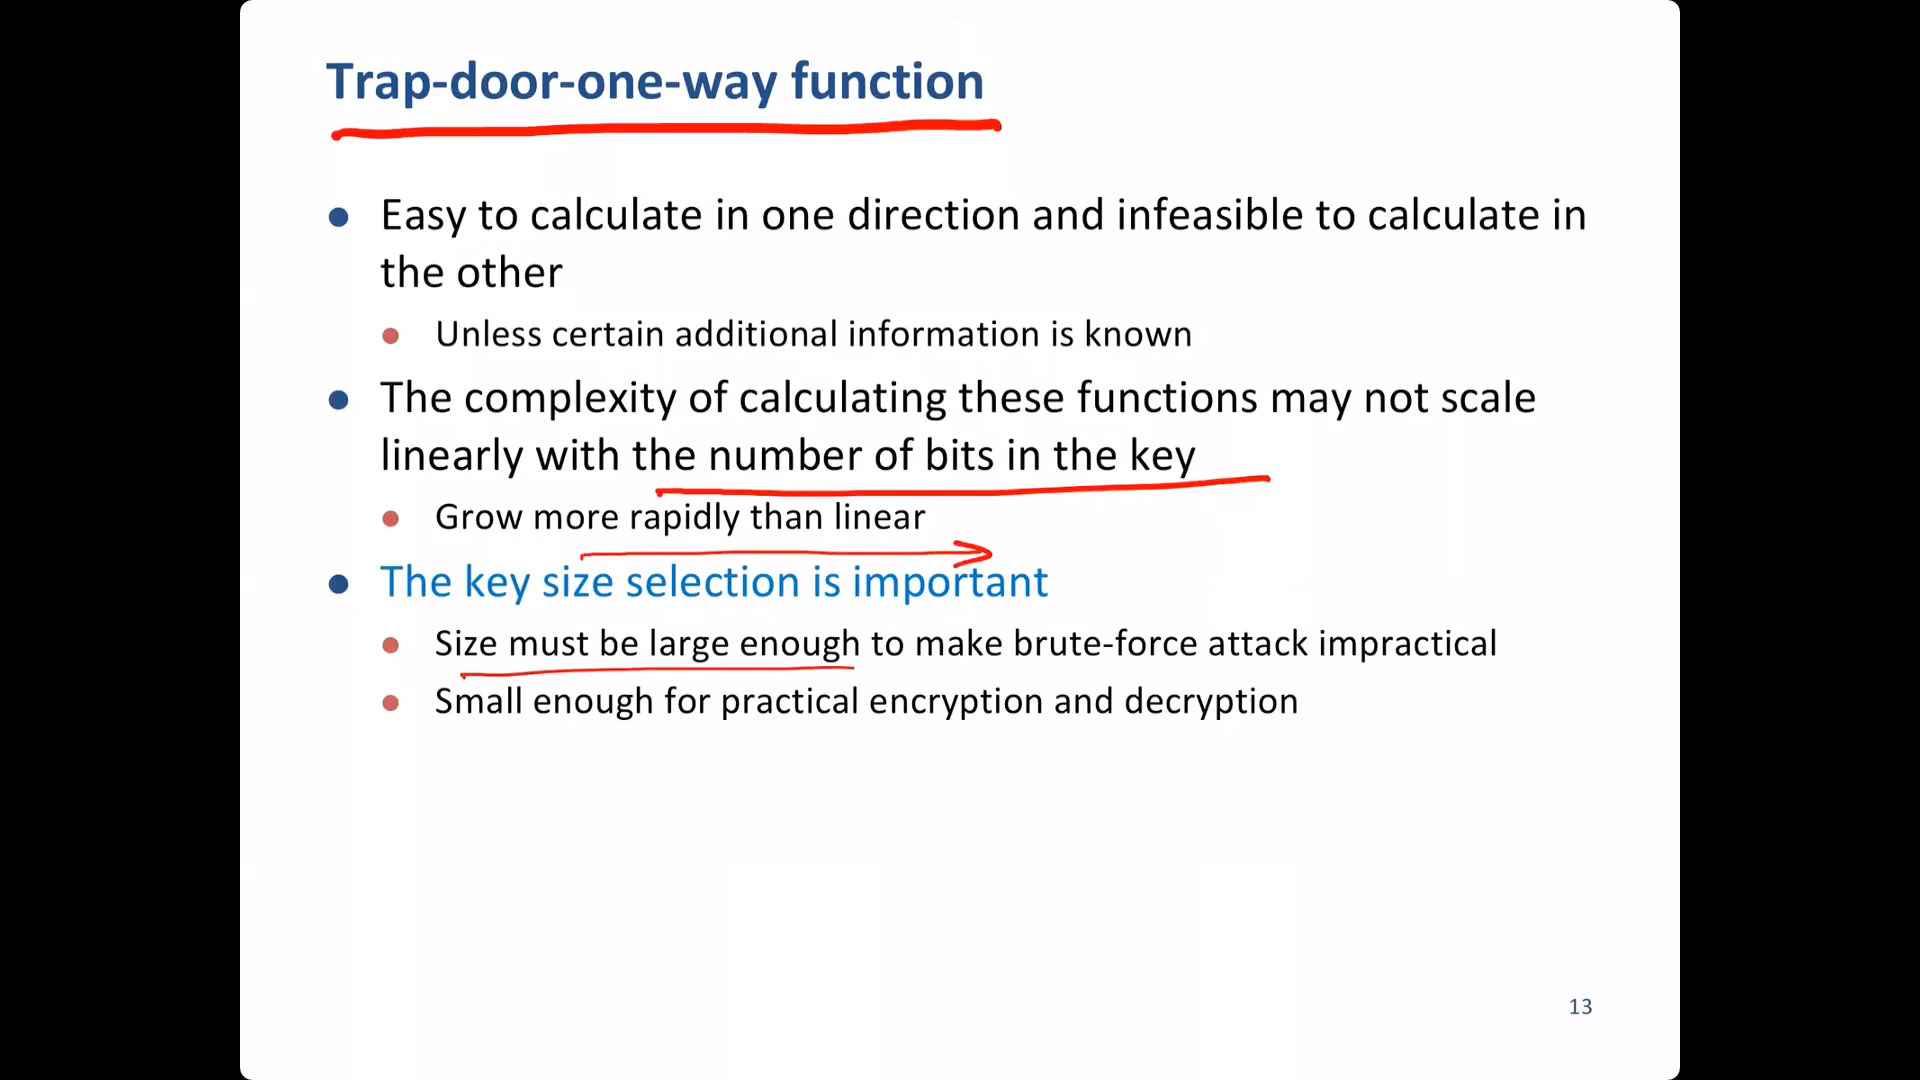 Trap-door-one-way function
● Easy to calculate in one direction and infeasible to calculate in
the other
● Unless certain additional information is known
● The complexity of calculating these functions may not scale
linearly with the number of bits in the key
● Grow more rapidly than linear
● The key size selection is important
● Size must be large enough to make brute-force attack impractical
● Small enough for practical encryption and decryption
13